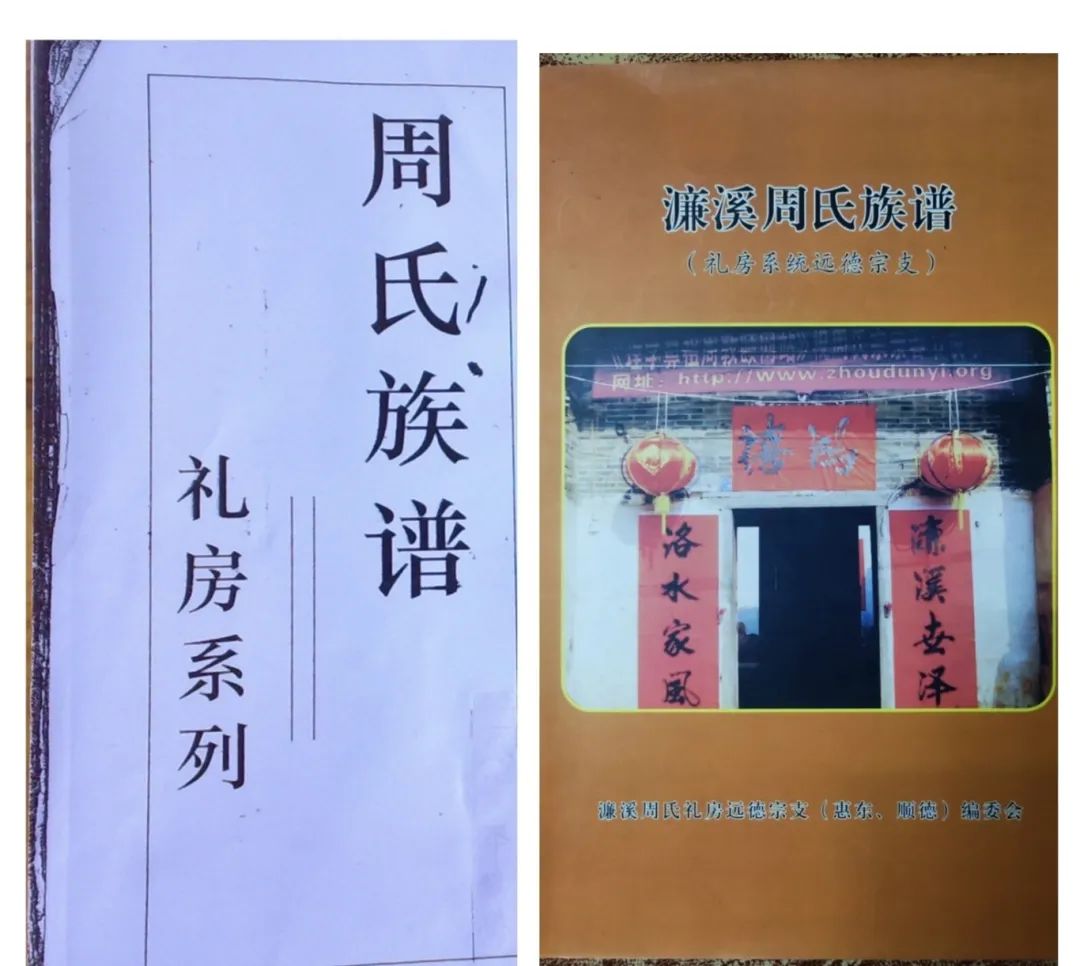 周氏族谱
礼房系列
濂溪周氏族谱
（礼房系统远德宗支）
网址：http://www.zhoudunyi.org
洛水家風
濂溪世泽
濂溪周氏礼房远德宗支（惠东、顺德）编委会